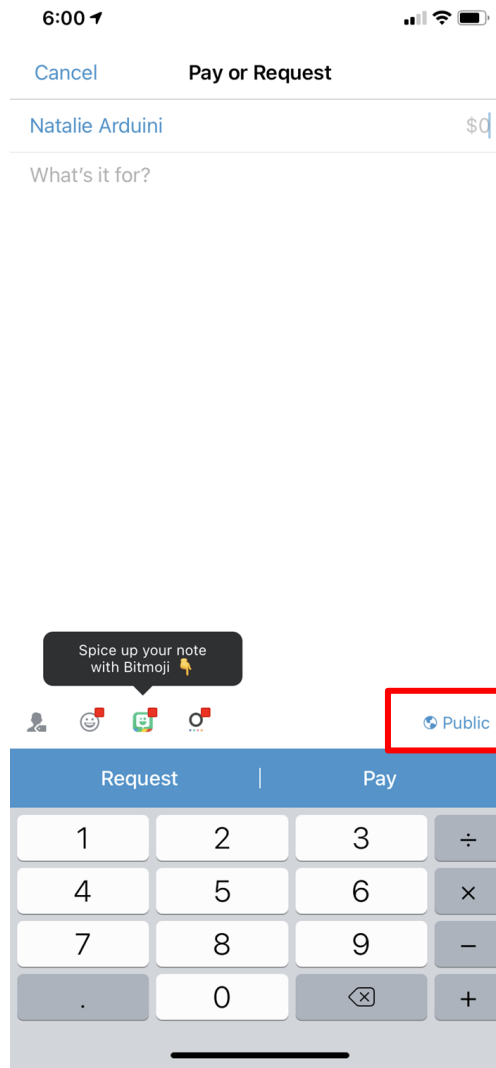 6:00
Cancel Pay or Request
Natalie Arduini $0
What's it for?
Spice up your note
with Bitmoji 👇
Public
Request Pay
1 2 3 ÷
4 5 6 ×
7 8 9 −
. 0 +